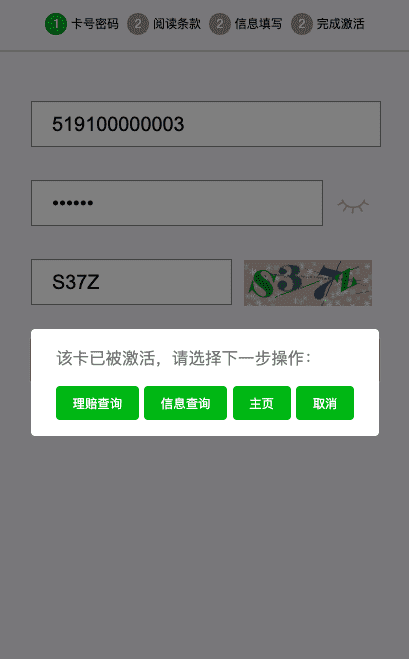 1 卡号密码 2 阅读条款 2 信息填写 2 完成激活
519100000003
••••••
S37Z S37Z
该卡已被激活，请选择下一步操作：
理赔查询 信息查询 主页 取消